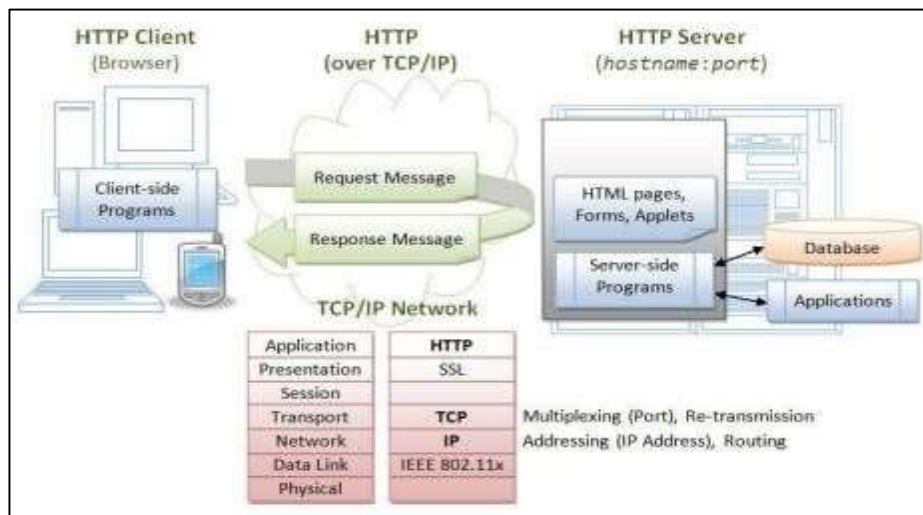 HTTP Client
(Browser)
HTTP
(over TCP/IP)
HTTP Server
(hostname:port)
Client-side
Programs
Request Message
Response Message
HTML pages,
Forms, Applets
Server-side
Programs
Database
Applications
TCP/IP Network
Application HTTP
Presentation SSL
Session
Transport TCP Multiplexing (Port), Re-transmission
Network IP Addressing (IP Address), Routing
Data Link IEEE 802.11x
Physical